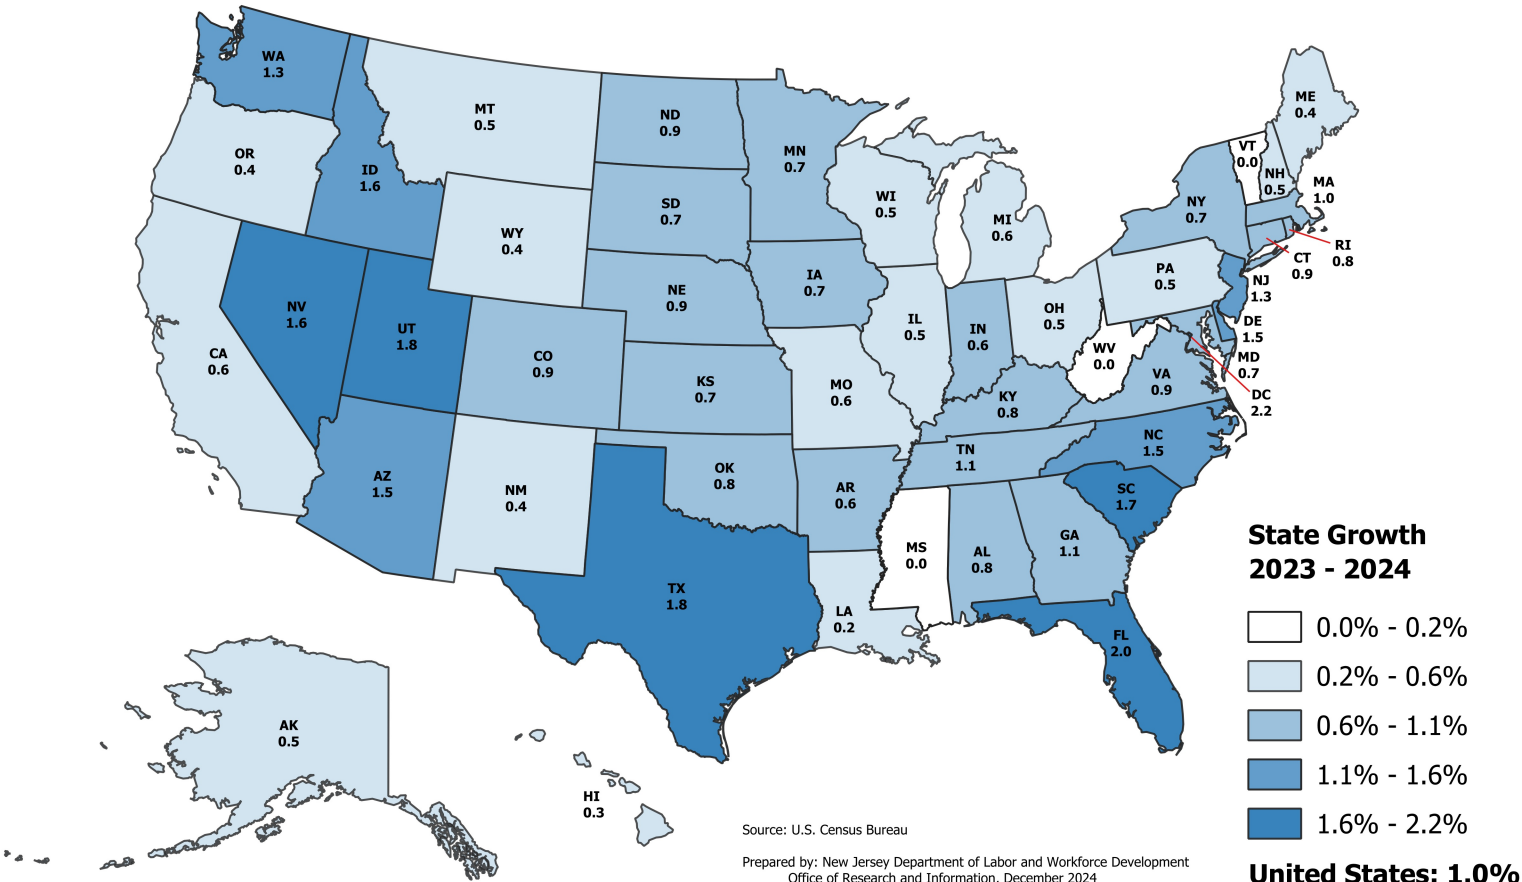 WA
1.3
MT
0.5
ND
0.9
MN
0.7
ME
0.4
OR
0.4
ID
1.6
VT
0.0
NH
0.5
MA
1.0
WI
0.5
MI
0.6
NY
0.7
SD
0.7
WY
0.4
RI
0.8
CT
0.9
PA
0.5
NJ
1.3
IA
0.7
NE
0.9
NV
1.6
UT
1.8
IL
0.5
IN
0.6
OH
0.5
DE
1.5
WV
0.0
MD
0.7
CA
0.6
CO
0.9
KS
0.7
MO
0.6
VA
0.9
KY
0.8
DC
2.2
NC
1.5
TN
1.1
AZ
1.5
NM
0.4
OK
0.8
AR
0.6
SC
1.7
MS
0.0
AL
0.8
GA
1.1
TX
1.8
LA
0.2
FL
2.0
AK
0.5
HI
0.3
State Growth
2023 - 2024
0.0% - 0.2%
0.2% - 0.6%
0.6% - 1.1%
1.1% - 1.6%
1.6% - 2.2%
United States: 1.0%
Source: U.S. Census Bureau
Prepared by: New Jersey Department of Labor and Workforce Development
Office of Research and Information, December 2024